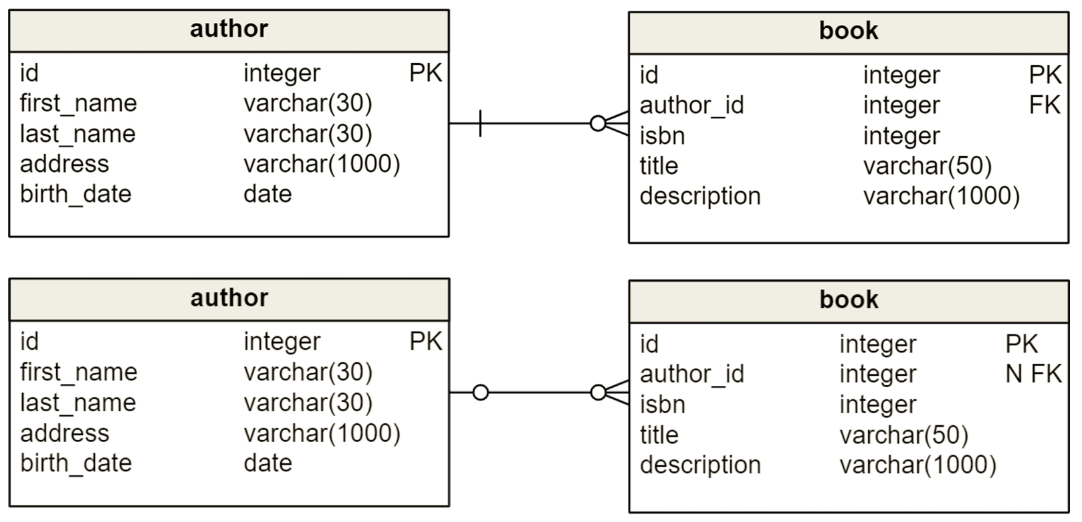 author
id integer PK
first_name varchar(30)
last_name varchar(30)
address varchar(1000)
birth_date date
book
id integer PK
author_id integer FK
isbn integer
title varchar(50)
description varchar(1000)
author
id integer PK
first_name varchar(30)
last_name varchar(30)
address varchar(1000)
birth_date date
book
id integer PK
author_id integer N FK
isbn integer
title varchar(50)
description varchar(1000)